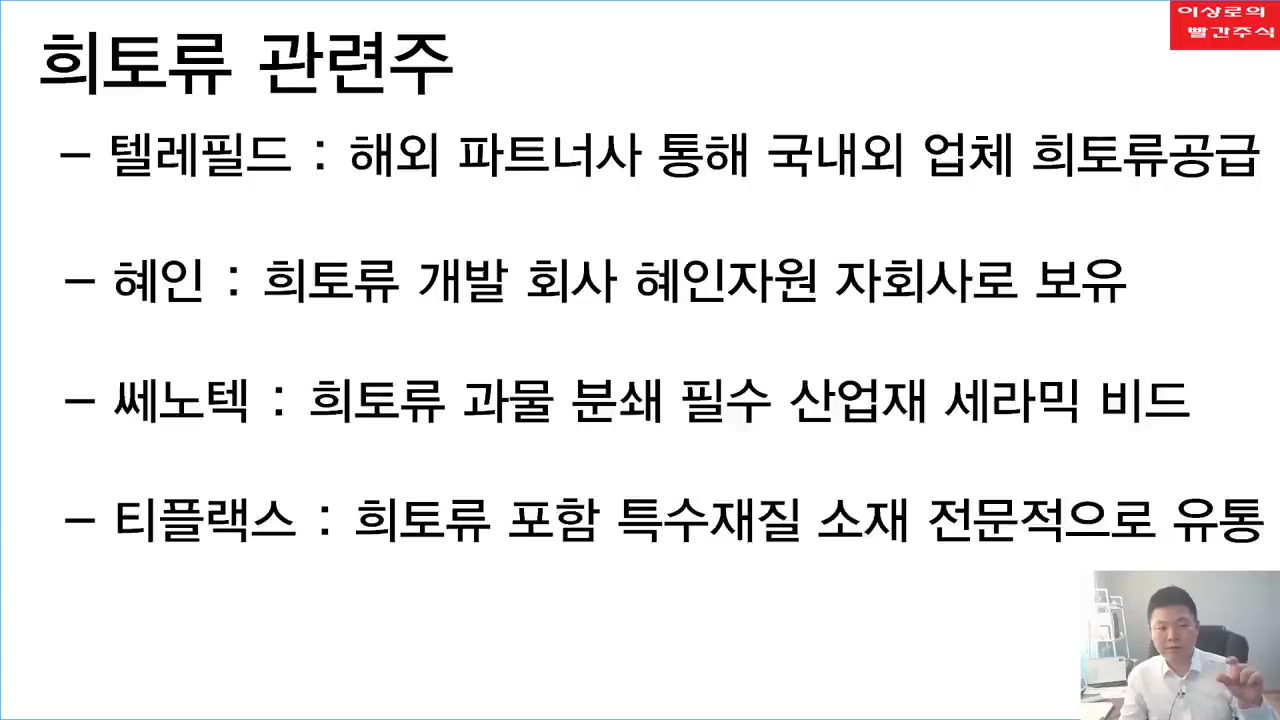 이상로의
빨간주식
희토류 관련주
– 텔레필드 : 해외 파트너사 통해 국내외 업체 희토류공급
– 혜인 : 희토류 개발 회사 혜인자원 자회사로 보유
– 쎄노텍 : 희토류 과물 분쇄 필수 산업재 세라믹 비드
– 티플랙스 : 희토류 포함 특수재질 소재 전문적으로 유통